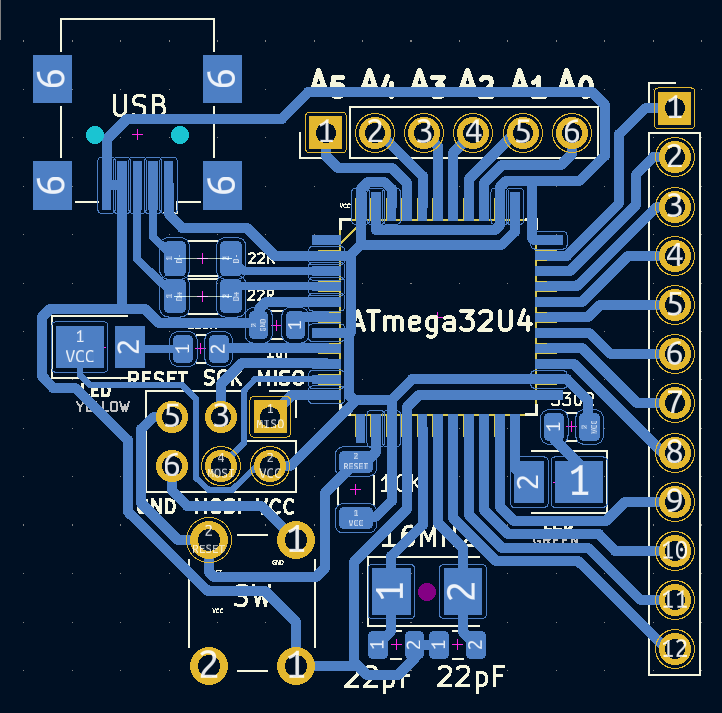 USB
A5 A4 A3 A2 A1 A0
6 6
1 2 3 4 5 6
1
2
6 6
3
22R
4
22R
5
GND 1
ATmega32U4
1
VCC
2
1 2
6
RESET SCK MISO
LED
YELLOW
330R
7
5 3 1
MISO
1 2
VCC
8
6 4
MOSI
2
VCC
2
RESET
10K
1
VCC
2 1
9
GND MOSI VCC
GREEN
2
RESET
1
GND
16MHz
10
SW
VCC
1 2
11
2 1
1 2 1 2
12
22pF 22pF